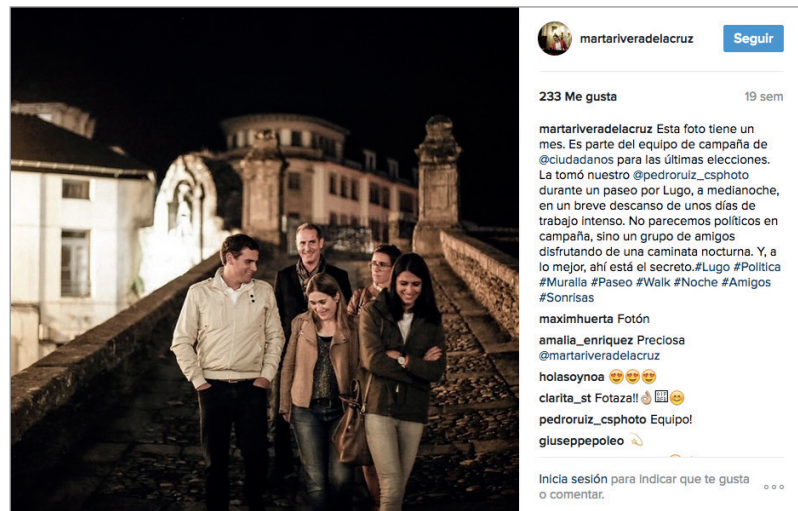 martariveradelacruz
Seguir
233 Me gusta
19 sem
martariveradelacruz Esta foto tiene un
mes. Es parte del equipo de campaña de
@ciudadanos para las últimas elecciones.
La tomó nuestro @pedroruiz_csphoto
durante un paseo por Lugo, a medianoche,
en un breve descanso de unos días de
trabajo intenso. No parecemos políticos en
campaña, sino un grupo de amigos
disfrutando de una caminata nocturna. Y, a
lo mejor, ahí está el secreto.#Lugo #Politica
#Muralla #Paseo #Walk #Noche #Amigos
#Sonrisas
maximhuerta Fotón
amalia_enriquez Preciosa
@martariveradelacruz
holasoynoa 😍😍😍
clarita_st Fotaza!!👌😊
pedroruiz_csphoto Equipo!
giuseppepoleo 💫
Inicia sesión para indicar que te gusta
o comentar.